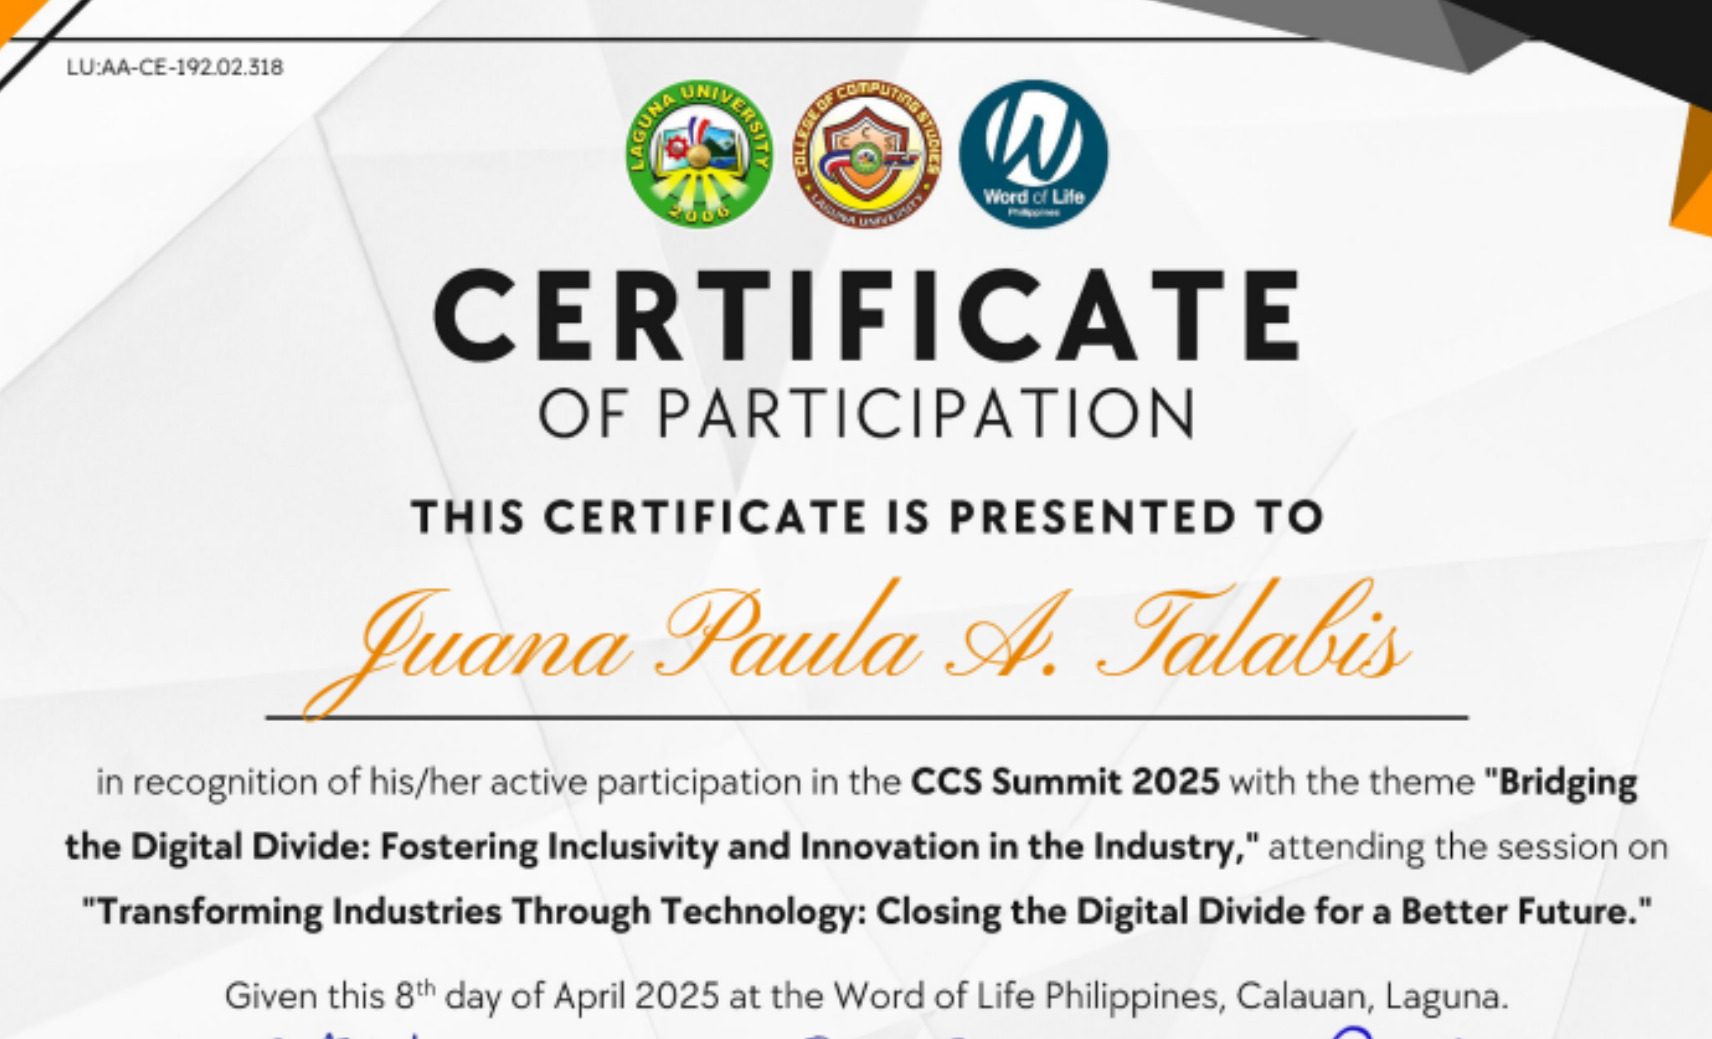 LU:AA-CE-192.02.318
LAGUNA UNIVERSITY
2006
COLLEGE OF COMPUTING STUDIES
CCS
LAGUNA UNIVERSITY
Word of Life
Philippines
CERTIFICATE
OF PARTICIPATION
THIS CERTIFICATE IS PRESENTED TO
Juana Paula A. Talabis
in recognition of his/her active participation in the CCS Summit 2025 with the theme "Bridging
the Digital Divide: Fostering Inclusivity and Innovation in the Industry," attending the session on
"Transforming Industries Through Technology: Closing the Digital Divide for a Better Future."
Given this 8th day of April 2025 at the Word of Life Philippines, Calauan, Laguna.